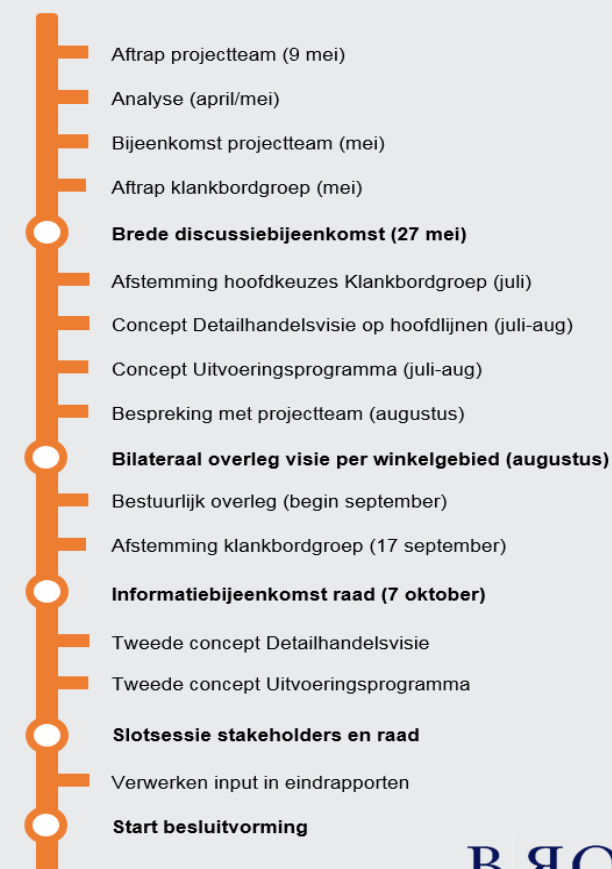 Aftrap projectteam (9 mei)
Analyse (april/mei)
Bijeenkomst projectteam (mei)
Aftrap klankbordgroep (mei)
Brede discussiebijeenkomst (27 mei)
Afstemming hoofdkeuzes Klankbordgroep (juli)
Concept Detailhandelsvisie op hoofdlijnen (juli-aug)
Concept Uitvoeringsprogramma (juli-aug)
Bespreking met projectteam (augustus)
Bilateraal overleg visie per winkelgebied (augustus)
Bestuurlijk overleg (begin september)
Afstemming klankbordgroep (17 september)
Informatiebijeenkomst raad (7 oktober)
Tweede concept Detailhandelsvisie
Tweede concept Uitvoeringsprogramma
Slotsessie stakeholders en raad
Verwerken input in eindrapporten
Start besluitvorming